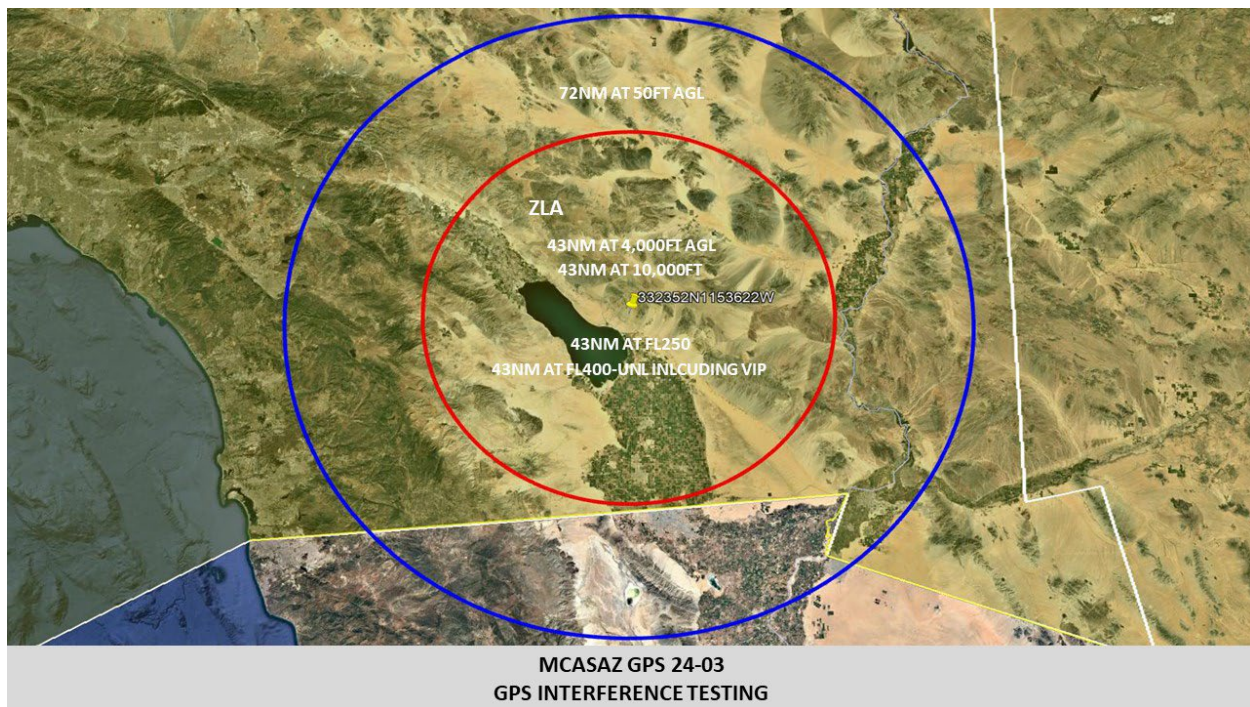 72NM AT 50FT AGL
ZLA
43NM AT 4,000FT AGL
43NM AT 10,000FT
332352N1153622W
43NM AT FL250
43NM AT FL400-UNL INLCUDING VIP
MCASAZ GPS 24-03
GPS INTERFERENCE TESTING